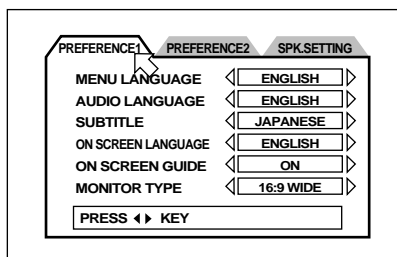 PREFERENCE1 PREFERENCE2 SPK.SETTING
MENU LANGUAGE ENGLISH
AUDIO LANGUAGE ENGLISH
SUBTITLE JAPANESE
ON SCREEN LANGUAGE ENGLISH
ON SCREEN GUIDE ON
MONITOR TYPE 16:9 WIDE
PRESS KEY